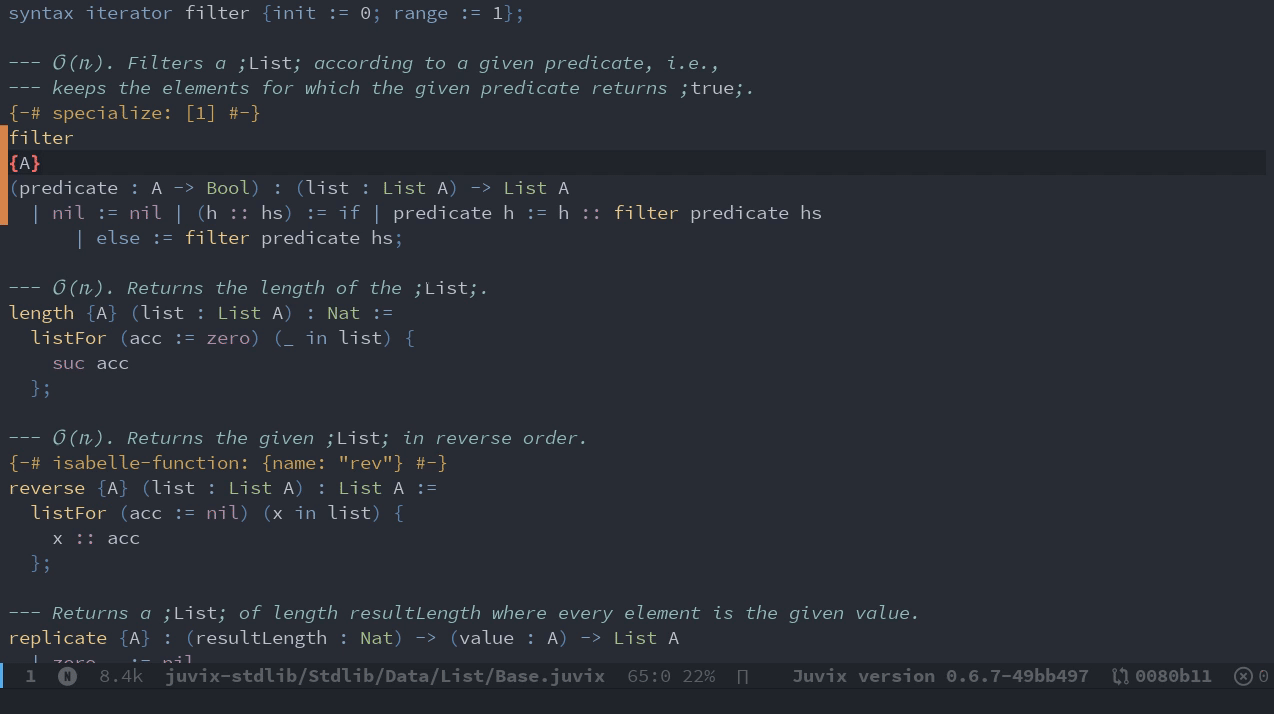 syntax iterator filter {init := 0; range := 1};
--- 𝒪(𝓃). Filters a ;List; according to a given predicate, i.e.,
--- keeps the elements for which the given predicate returns ;true;.
{-# specialize: [1] #-}
filter
{A}
(predicate : A -> Bool) : (list : List A) -> List A
  | nil := nil | (h :: hs) := if | predicate h := h :: filter predicate hs
      | else := filter predicate hs;
--- 𝒪(𝓃). Returns the length of the ;List;.
length {A} (list : List A) : Nat :=
  listFor (acc := zero) (_ in list) {
    suc acc
  };
--- 𝒪(𝓃). Returns the given ;List; in reverse order.
{-# isabelle-function: {name: "rev"} #-}
reverse {A} (list : List A) : List A :=
  listFor (acc := nil) (x in list) {
    x :: acc
  };
--- Returns a ;List; of length resultLength where every element is the given value.
replicate {A} : (resultLength : Nat) -> (value : A) -> List A
  | zero _ := nil
1 N 8.4k juvix-stdlib/Stdlib/Data/List/Base.juvix 65:0 22% ∏ Juvix version 0.6.7-49bb497 0080b11 0